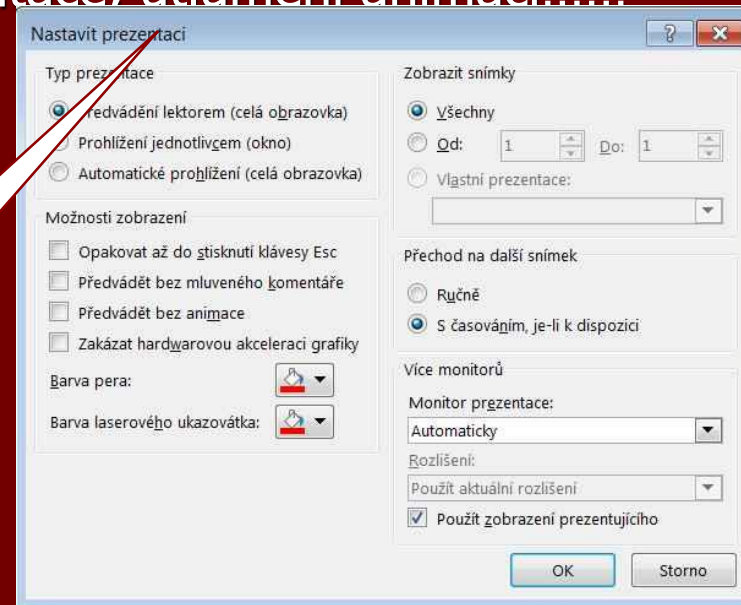 Nastavit prezentaci
Typ prezentace
Předvádění lektorem (celá obrazovka)
Prohlížení jednotlivcem (okno)
Automatické prohlížení (celá obrazovka)
Možnosti zobrazení
Opakovat až do stisknutí klávesy Esc
Předvádět bez mluveného komentáře
Předvádět bez animace
Zakázat hardwarovou akceleraci grafiky
Barva pera:
Barva laserového ukazovátka:
Zobrazit snímky
Všechny
Od: 1 Do: 1
Vlastní prezentace:
Přechod na další snímek
Ručně
S časováním, je-li k dispozici
Více monitorů
Monitor prezentace:
Automaticky
Rozlišení:
Použít aktuální rozlišení
Použít zobrazení prezentujícího
OK Storno